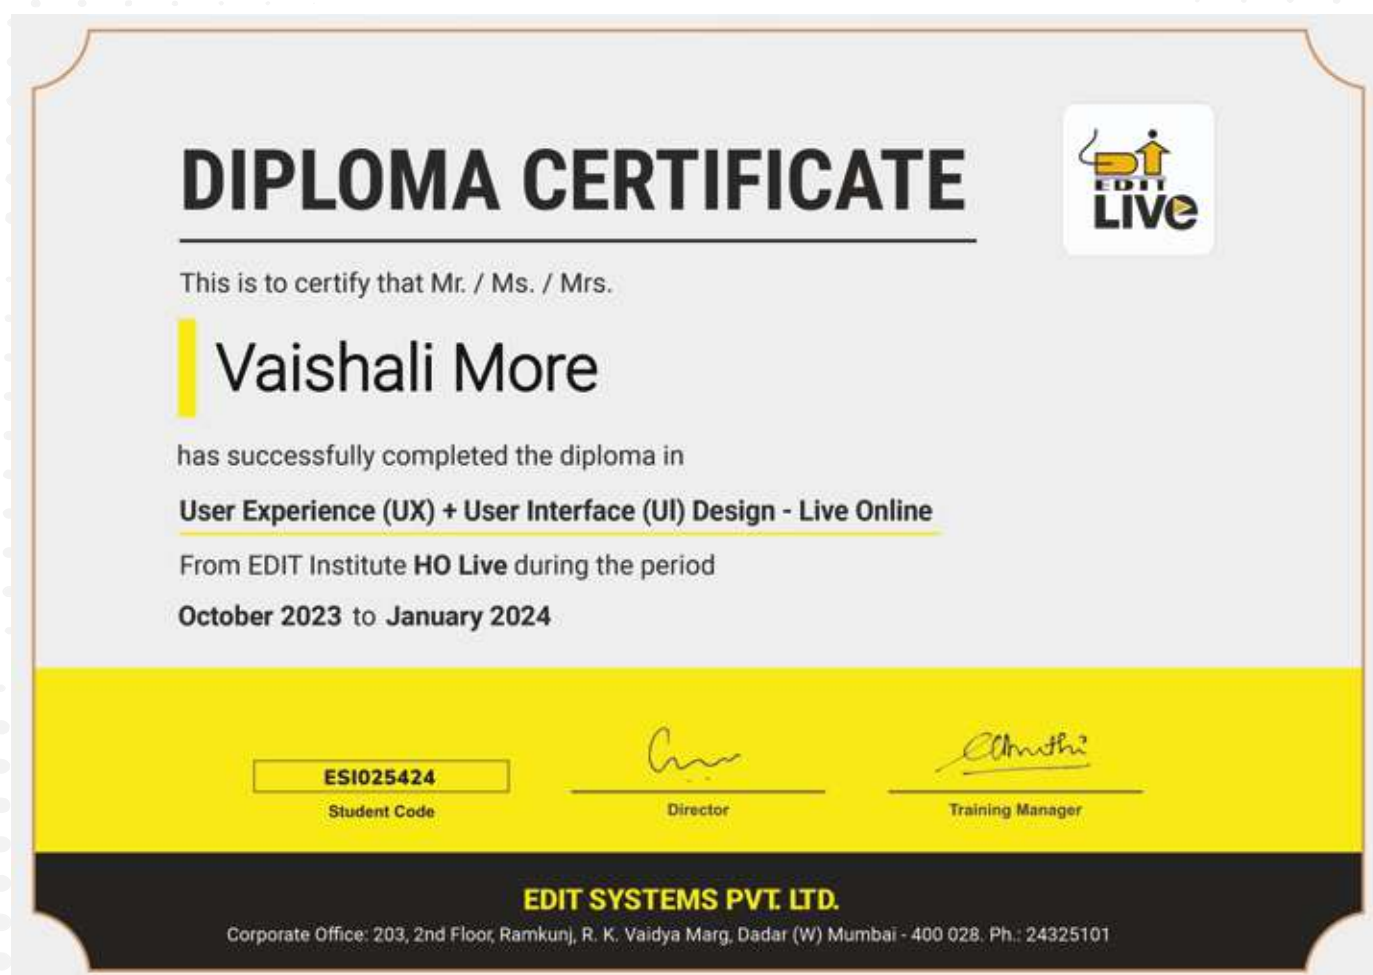 DIPLOMA CERTIFICATE
EDIT
LIVe
This is to certify that Mr. / Ms. / Mrs.
Vaishali More
has successfully completed the diploma in
User Experience (UX) + User Interface (UI) Design - Live Online
From EDIT Institute HO Live during the period
October 2023 to January 2024
ESI025424
Student Code
Director
Training Manager
EDIT SYSTEMS PVT. LTD.
Corporate Office: 203, 2nd Floor, Ramkunj, R. K. Vaidya Marg, Dadar (W) Mumbai - 400 028. Ph.: 24325101